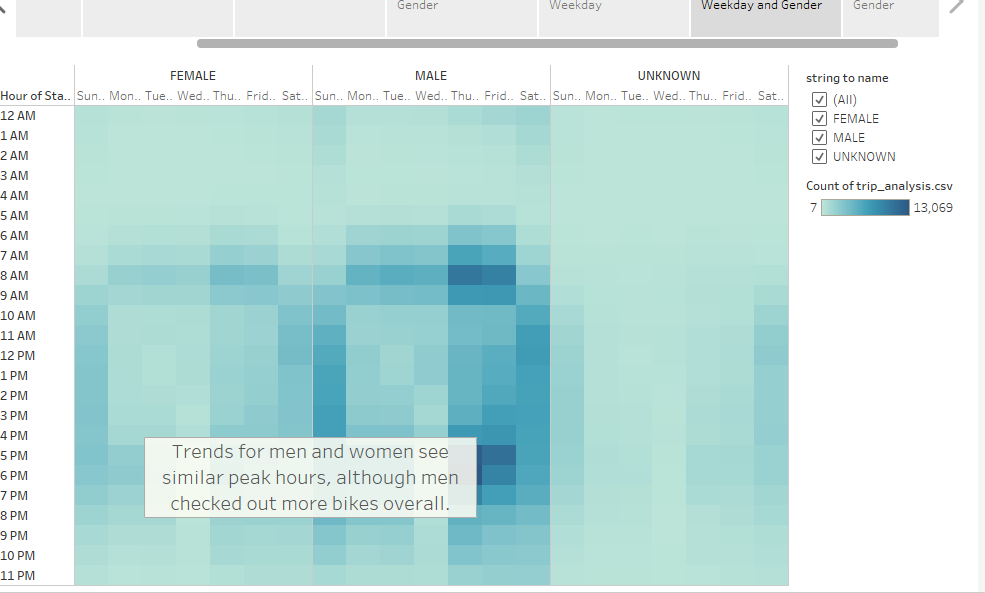 Gender
Weekday
Weekday and Gender
Gender
FEMALE
MALE
UNKNOWN
Hour of Sta..
Sun.. Mon.. Tue.. Wed.. Thu.. Frid.. Sat..
Sun.. Mon.. Tue.. Wed.. Thu.. Frid.. Sat..
Sun.. Mon.. Tue.. Wed.. Thu.. Frid.. Sat..
12 AM
1 AM
2 AM
3 AM
4 AM
5 AM
6 AM
7 AM
8 AM
9 AM
10 AM
11 AM
12 PM
1 PM
2 PM
3 PM
4 PM
5 PM
6 PM
7 PM
8 PM
9 PM
10 PM
11 PM
Trends for men and women see
similar peak hours, although men
checked out more bikes overall.
string to name
(All)
FEMALE
MALE
UNKNOWN
Count of trip_analysis.csv
7 13,069